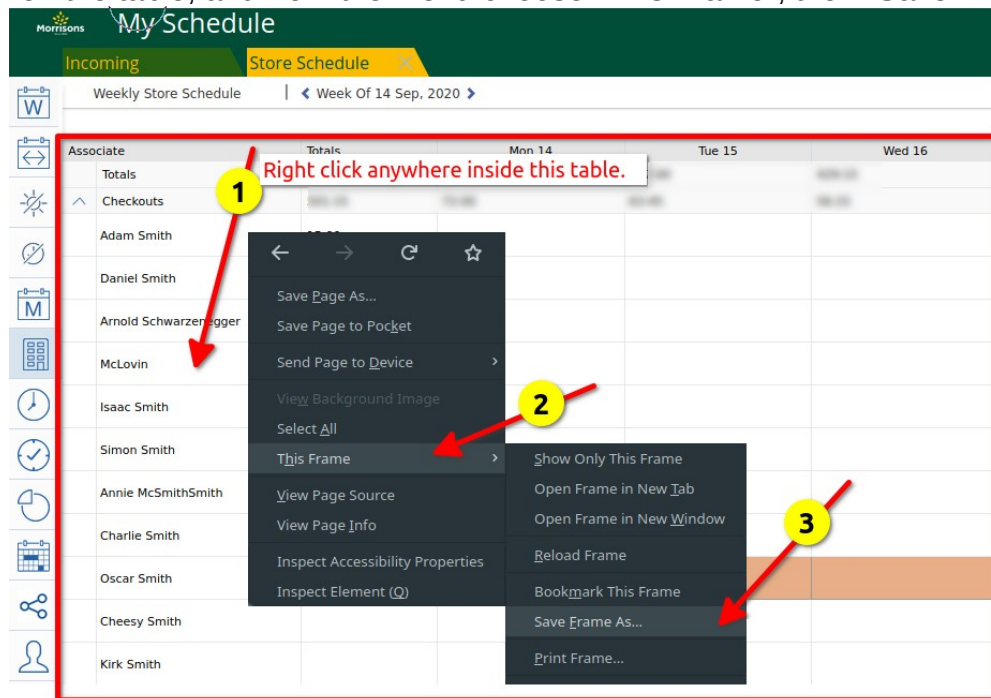 Morrisons My Schedule
Incoming Store Schedule
Weekly Store Schedule | Week Of 14 Sep, 2020
W
Associate Totals Mon 14 Tue 15 Wed 16
Right click anywhere inside this table.
Totals
1
Checkouts
Adam Smith
Daniel Smith
M
Arnold Schwarzenegger
McLovin
Isaac Smith
Simon Smith
Annie McSmithSmith
Charlie Smith
Oscar Smith
Cheesy Smith
Kirk Smith
Save Page As...
Save Page to Pocket
Send Page to Device
View Background Image
2
Select All
This Frame
View Page Source
View Page Info
Inspect Accessibility Properties
Inspect Element (Q)
Show Only This Frame
Open Frame in New Tab
Open Frame in New Window
3
Reload Frame
Bookmark This Frame
Save Frame As...
Print Frame...